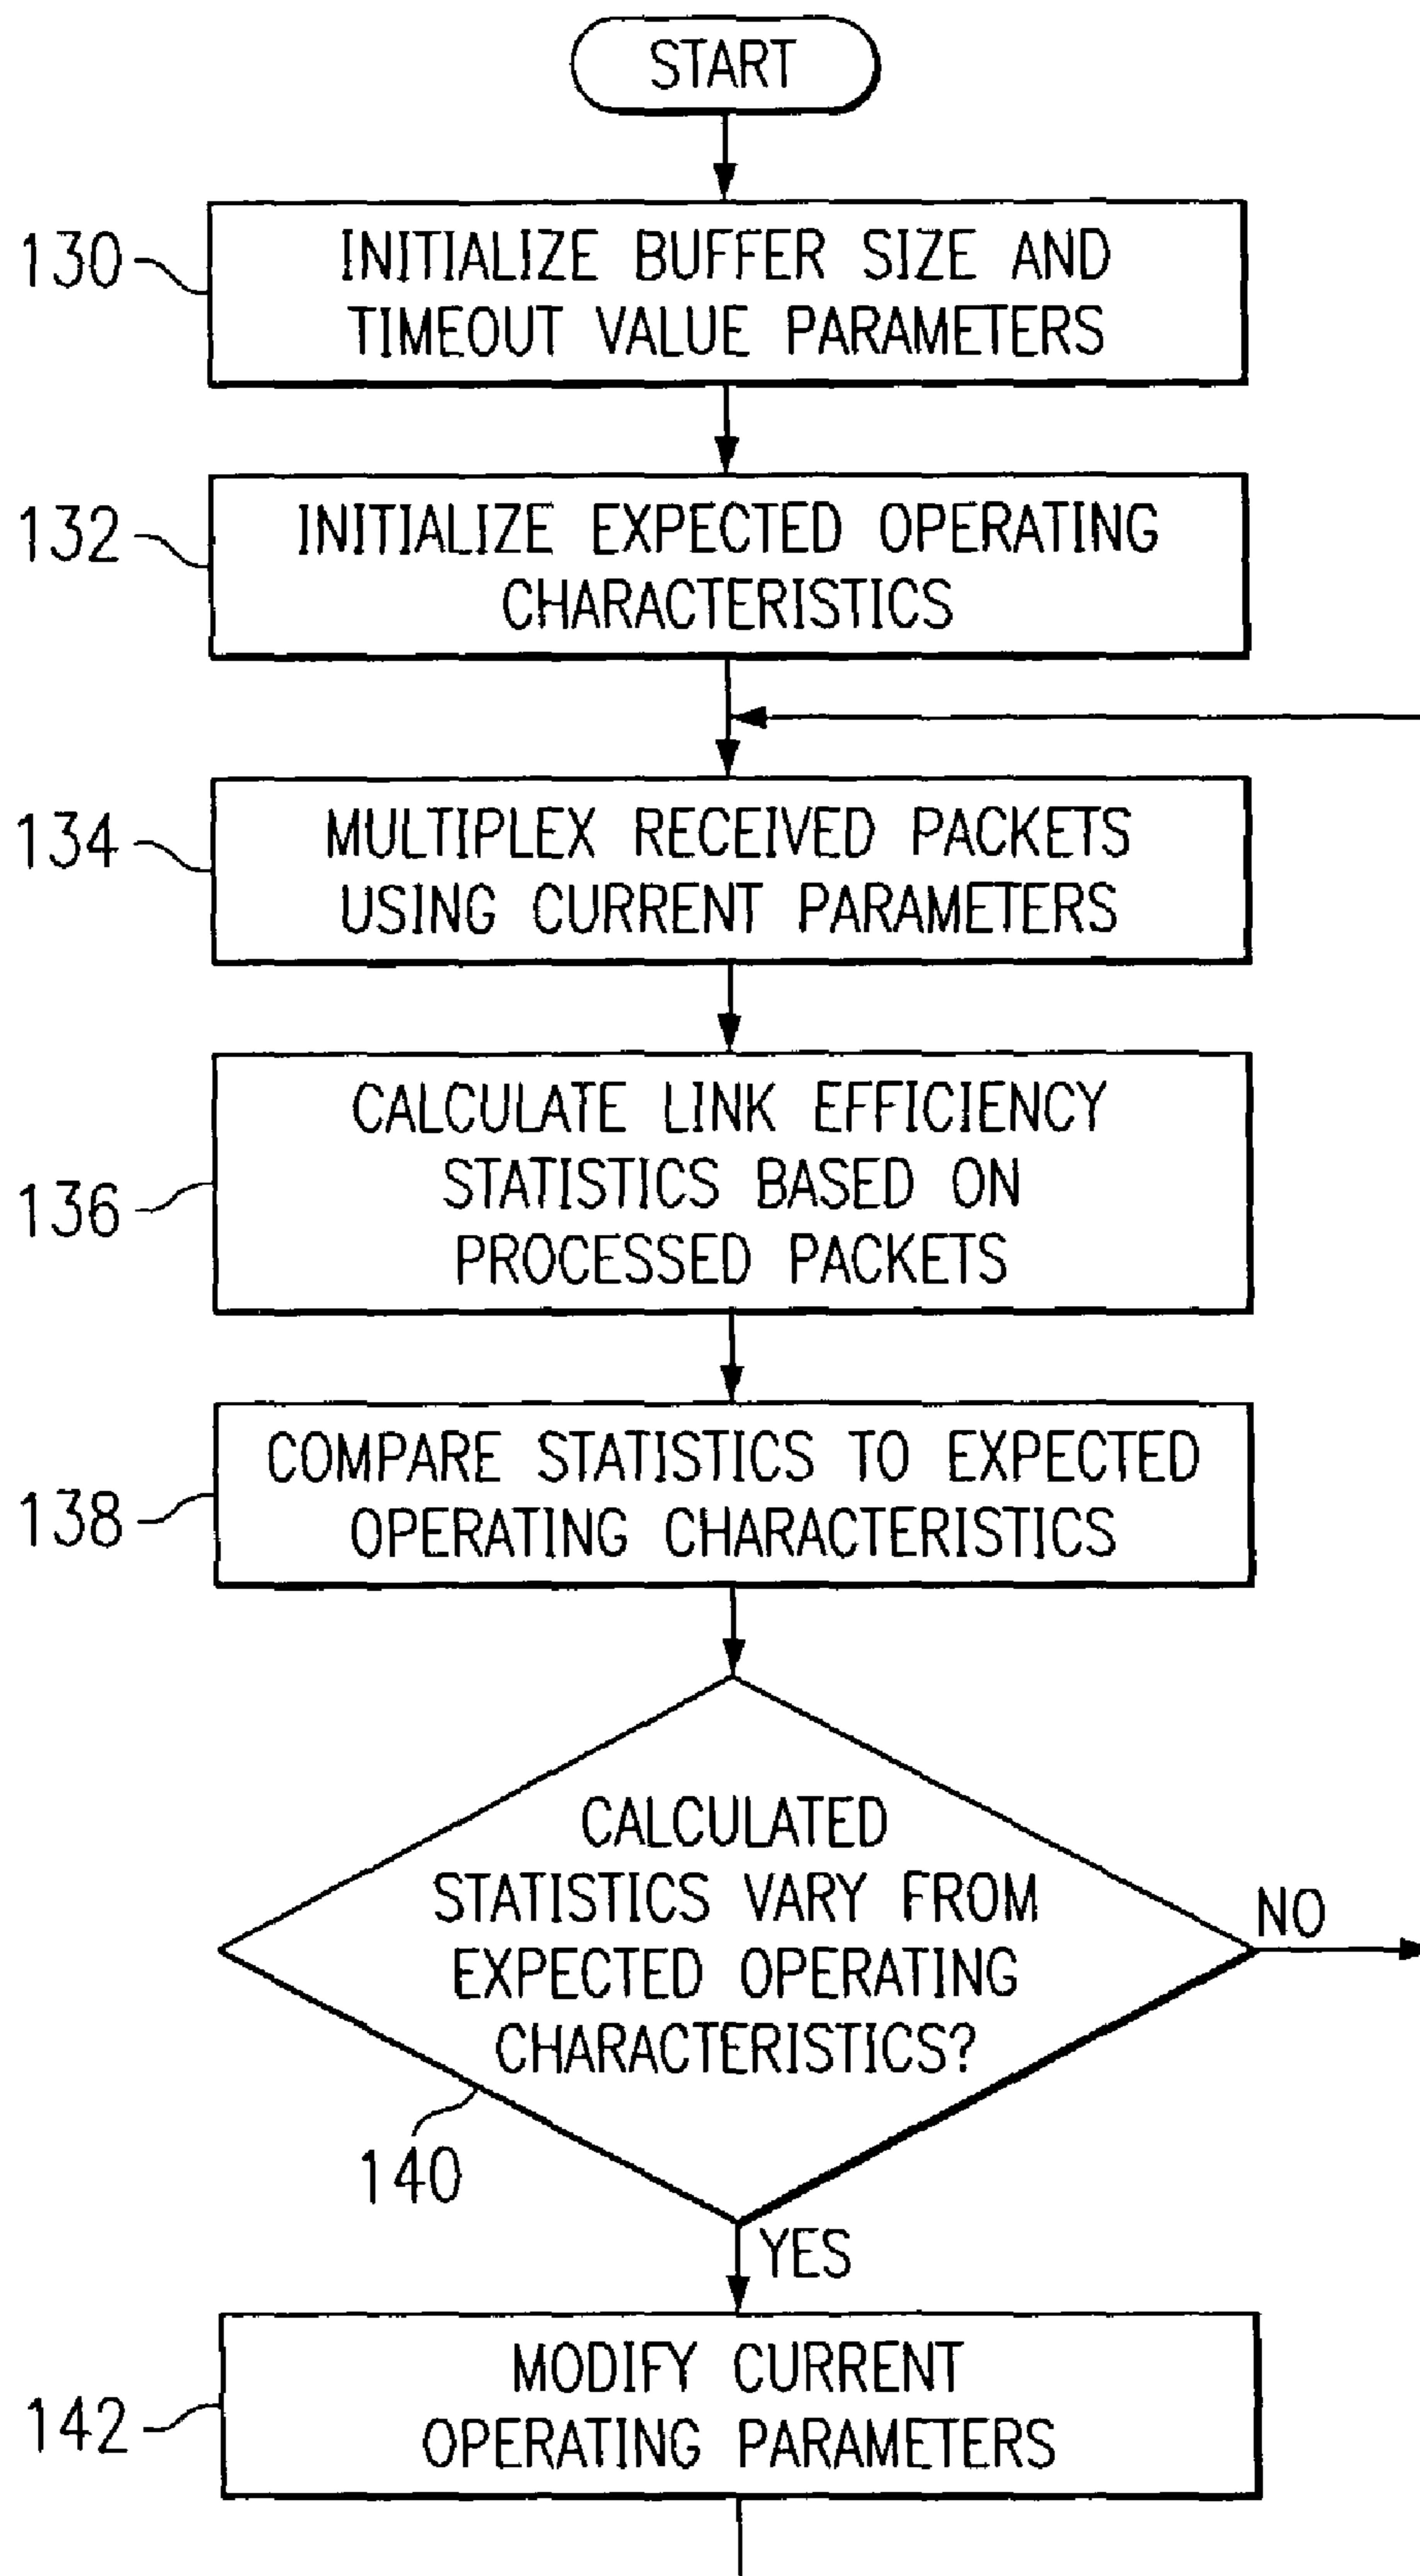 START
130
INITIALIZE BUFFER SIZE AND
TIMEOUT VALUE PARAMETERS
132
INITIALIZE EXPECTED OPERATING
CHARACTERISTICS
134
MULTIPLEX RECEIVED PACKETS
USING CURRENT PARAMETERS
136
CALCULATE LINK EFFICIENCY
STATISTICS BASED ON
PROCESSED PACKETS
138
COMPARE STATISTICS TO EXPECTED
OPERATING CHARACTERISTICS
CALCULATED
STATISTICS VARY FROM
EXPECTED OPERATING
CHARACTERISTICS?
NO
140
YES
142
MODIFY CURRENT
OPERATING PARAMETERS